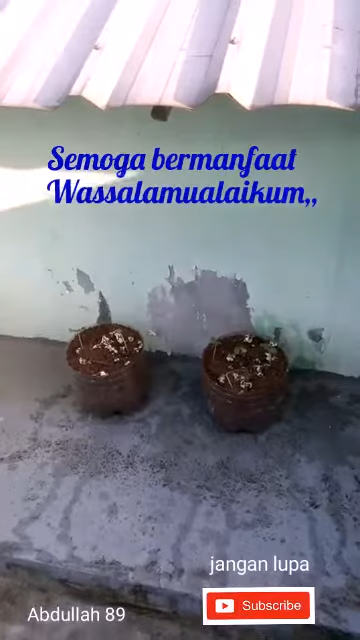 Semoga bermanfaat
Wassalamualaikum,,
jangan lupa
Subscribe
Abdullah 89